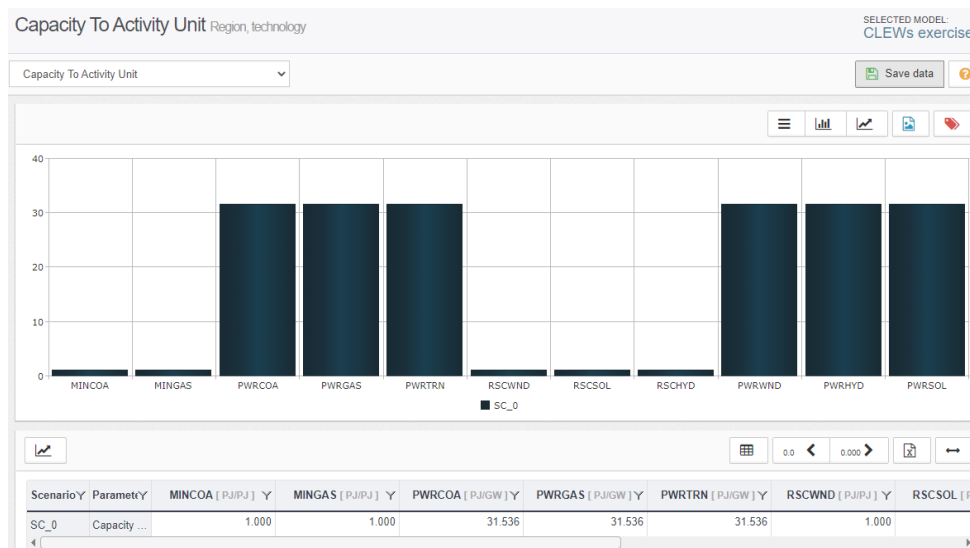 Capacity To Activity Unit Region, technology
SELECTED MODEL:
CLEWs exercise
Capacity To Activity Unit
Save data
40
30
20
10
0
MINCOA MINGAS PWRCOA PWRGAS PWRTRN RSCWND RSCSOL RSCHYD PWRWND PWRHYD PWRSOL
SC_0
0.0 0.000
Scenario Paramete MINCOA [ PJ/PJ ] MINGAS [ PJ/PJ ] PWRCOA [ PJ/GW ] PWRGAS [ PJ/GW ] PWRTRN [ PJ/GW ] RSCWND [ PJ/PJ ] RSCSOL [ P
SC_0 Capacity ... 1.000 1.000 31.536 31.536 31.536 1.000